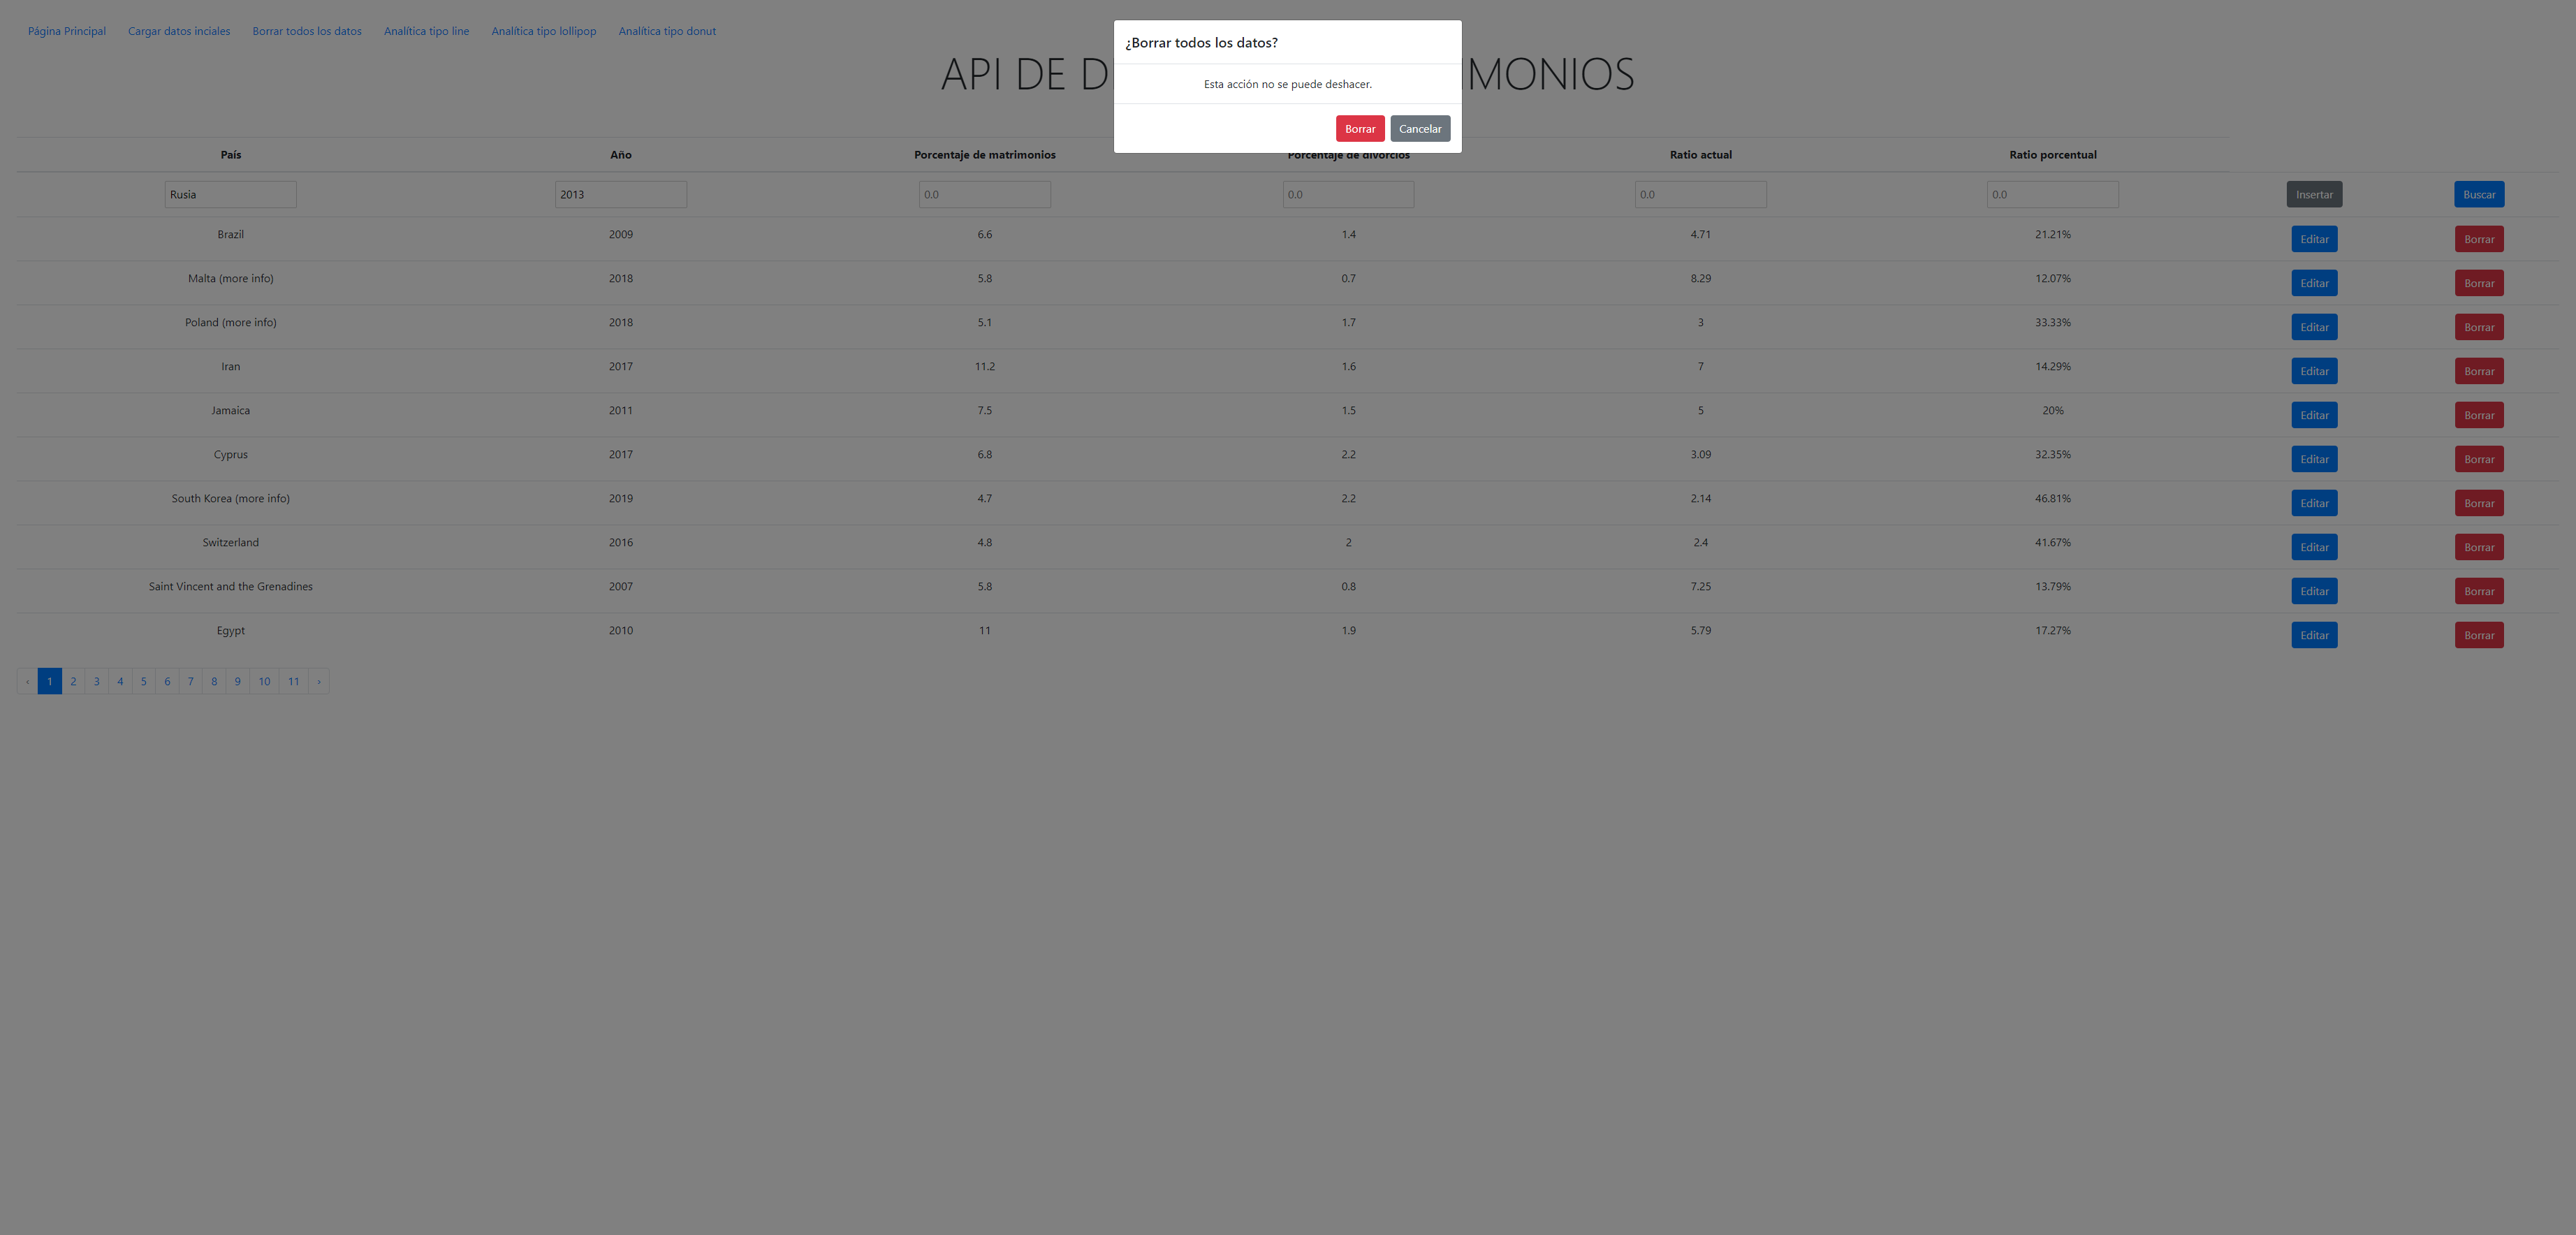 Página Principal Cargar datos inciales Borrar todos los datos Analítica tipo line Analítica tipo lollipop Analítica tipo donut
¿Borrar todos los datos?
API DE D IMONIOS
Esta acción no se puede deshacer.
Borrar Cancelar
País Año Porcentaje de matrimonios Porcentaje de divorcios Ratio actual Ratio porcentual
Rusia 2013 0.0 0.0 0.0 0.0 Insertar Buscar
Brazil 2009 6.6 1.4 4.71 21.21% Editar Borrar
Malta (more info) 2018 5.8 0.7 8.29 12.07% Editar Borrar
Poland (more info) 2018 5.1 1.7 3 33.33% Editar Borrar
Iran 2017 11.2 1.6 7 14.29% Editar Borrar
Jamaica 2011 7.5 1.5 5 20% Editar Borrar
Cyprus 2017 6.8 2.2 3.09 32.35% Editar Borrar
South Korea (more info) 2019 4.7 2.2 2.14 46.81% Editar Borrar
Switzerland 2016 4.8 2 2.4 41.67% Editar Borrar
Saint Vincent and the Grenadines 2007 5.8 0.8 7.25 13.79% Editar Borrar
Egypt 2010 11 1.9 5.79 17.27% Editar Borrar
‹ 1 2 3 4 5 6 7 8 9 10 11 ›